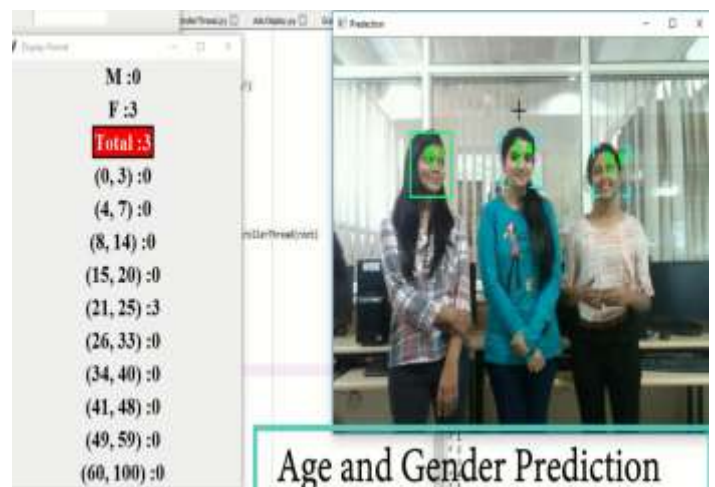 Prediction
M :0
F :3
Total :3
(0, 3) :0
(4, 7) :0
(8, 14) :0
(15, 20) :0
(21, 25) :3
(26, 33) :0
(34, 40) :0
(41, 48) :0
(49, 59) :0
(60, 100) :0
Age and Gender Prediction